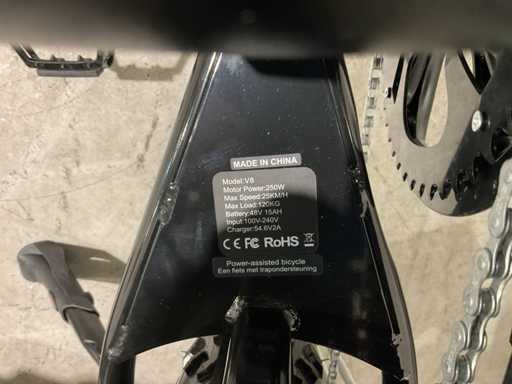 MADE IN CHINA
Model:V8
Motor Power:250W
Max Speed:25KM/H
Max Load:120KG
Battery:48V 15AH
Input:100V-240V
Charger:54.6V2A
CE FC RoHS
Power-assisted bicycle
Een fiets met trapondersteuning